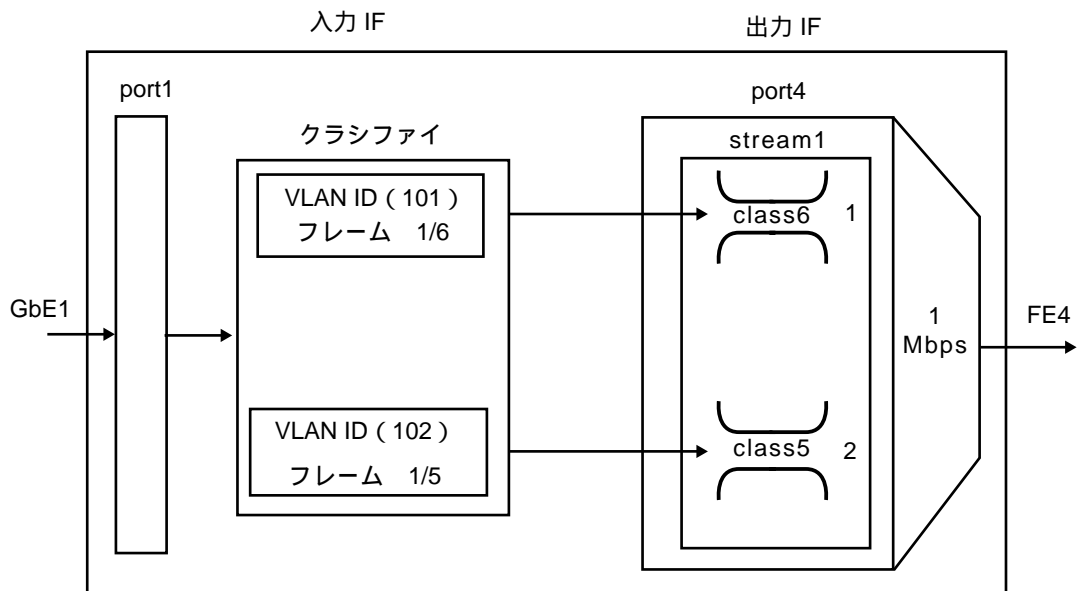 入力 IF
出力 IF
port1
port4
クラシファイ
stream1
VLAN ID（101）
フレーム 1/6
class6
1
GbE1
1
Mbps
FE4
VLAN ID（102）
フレーム 1/5
class5
2